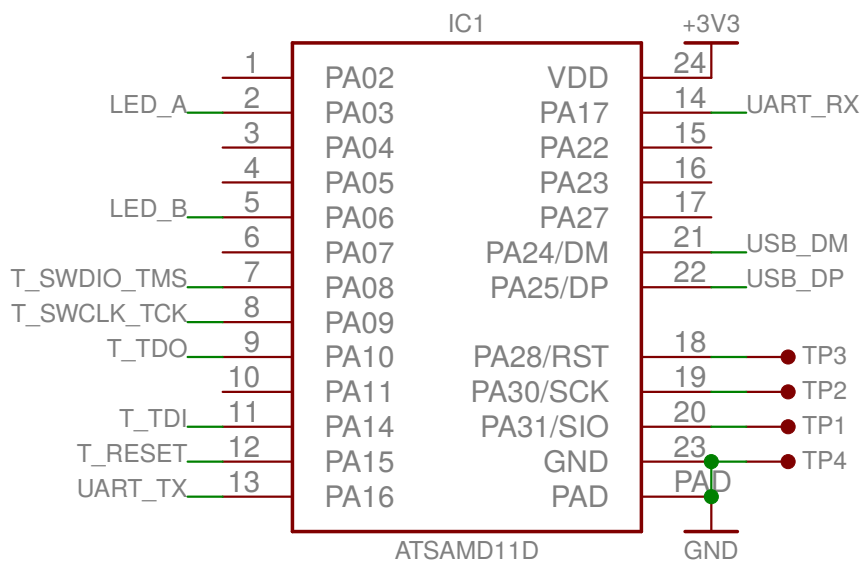 IC1
+3V3
1 PA02 VDD 24
LED_A 2 PA03 PA17 14 UART_RX
3 PA04 PA22 15
4 PA05 PA23 16
LED_B 5 PA06 PA27 17
6 PA07 PA24/DM 21 USB_DM
T_SWDIO_TMS 7 PA08 PA25/DP 22 USB_DP
T_SWCLK_TCK 8 PA09
T_TDO 9 PA10 PA28/RST 18 TP3
10 PA11 PA30/SCK 19 TP2
T_TDI 11 PA14 PA31/SIO 20 TP1
T_RESET 12 PA15 GND 23 TP4
UART_TX 13 PA16 PAD PAD
ATSAMD11D
GND